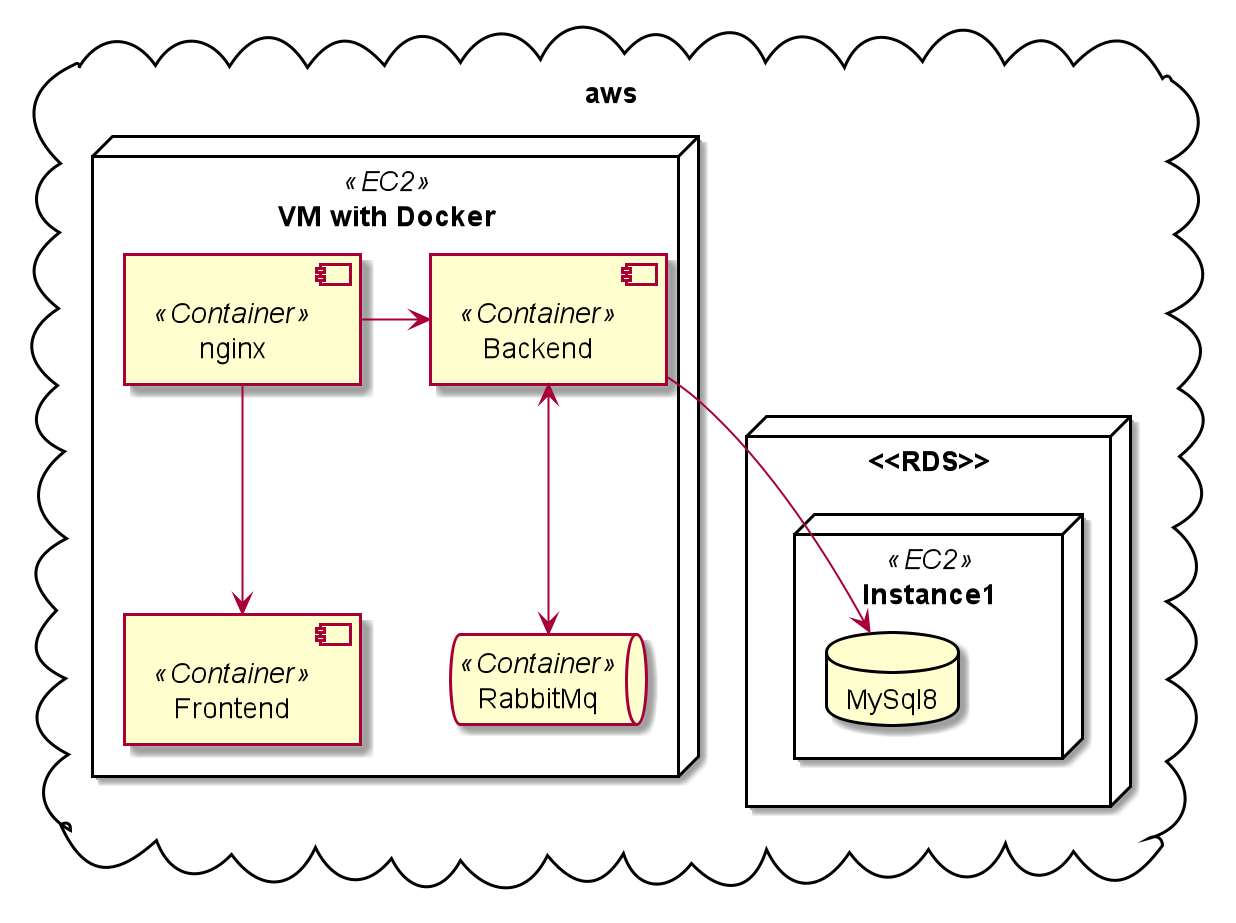 aws
«EC2»
VM with Docker
«Container»
nginx
«Container»
Backend
<<RDS>>
«EC2»
Instance1
«Container»
Frontend
«Container»
RabbitMq
MySql8